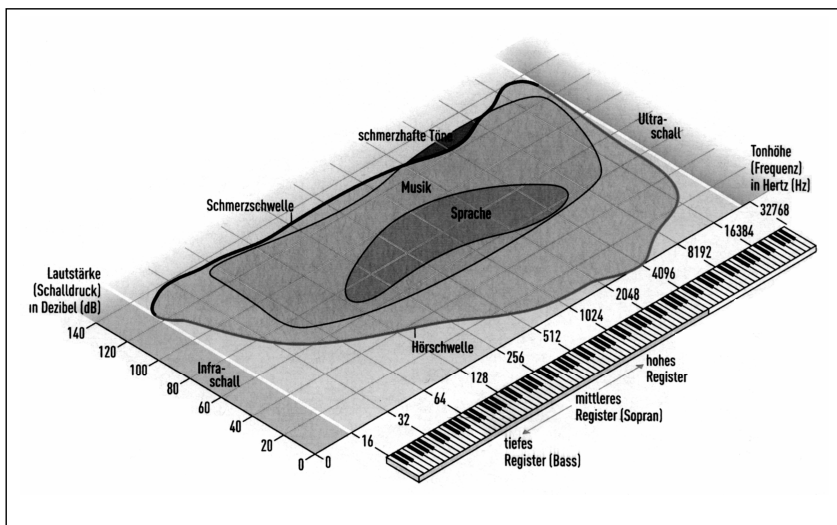 schmerzhafte Töne
Ultra-
schall
Tonhöhe
(Frequenz)
in Hertz (Hz)
Musik
Sprache
Schmerzschwelle
32768
16384
8192
4096
2048
1024
512
256
128
64
32
16
0
Lautstärke
(Schalldruck)
in Dezibel (dB)
140
120
100
80
60
40
20
0
Infra-
schall
Hörschwelle
hohes
Register
mittleres
Register (Sopran)
tiefes
Register (Bass)